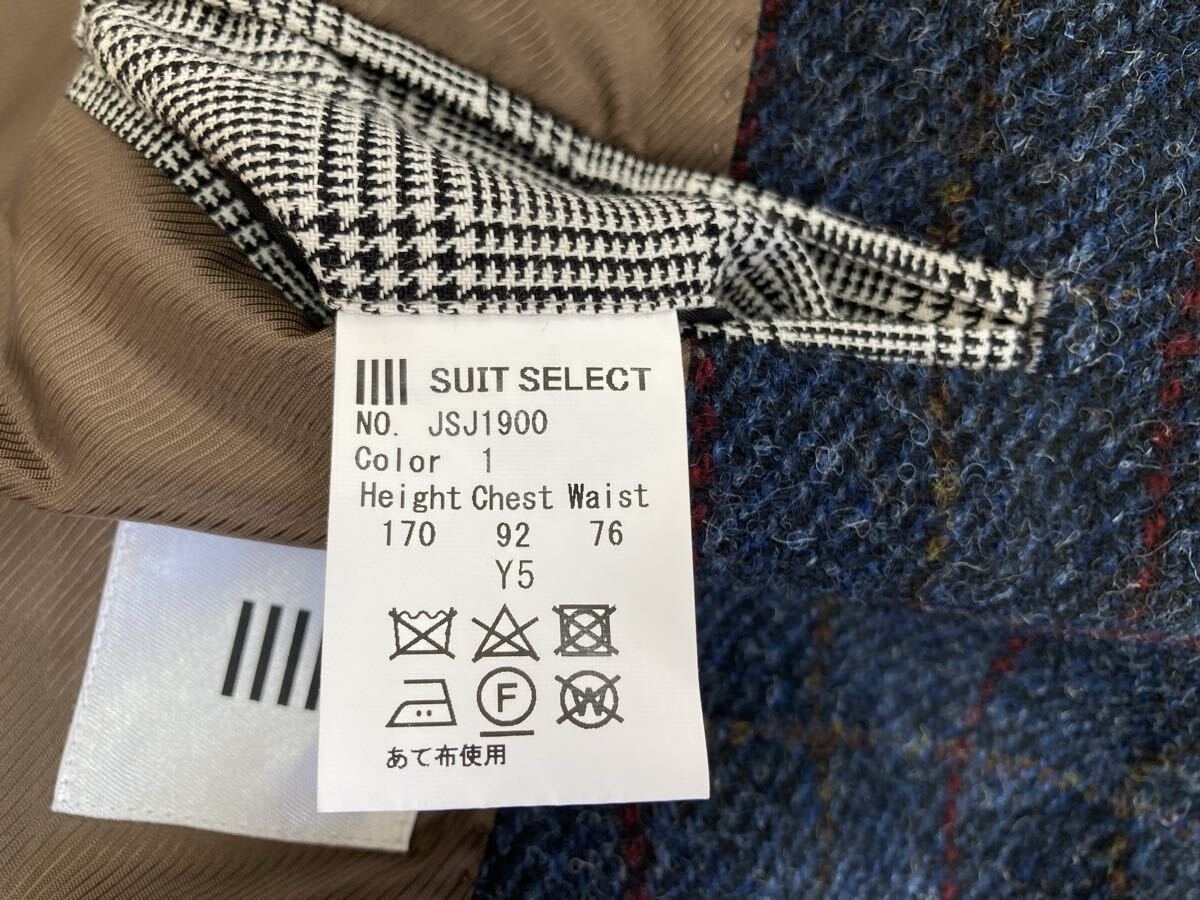 SUIT SELECT
NO. JSJ1900
Color 1
Height Chest Waist
170 92 76
Y5
F W
あて布使用